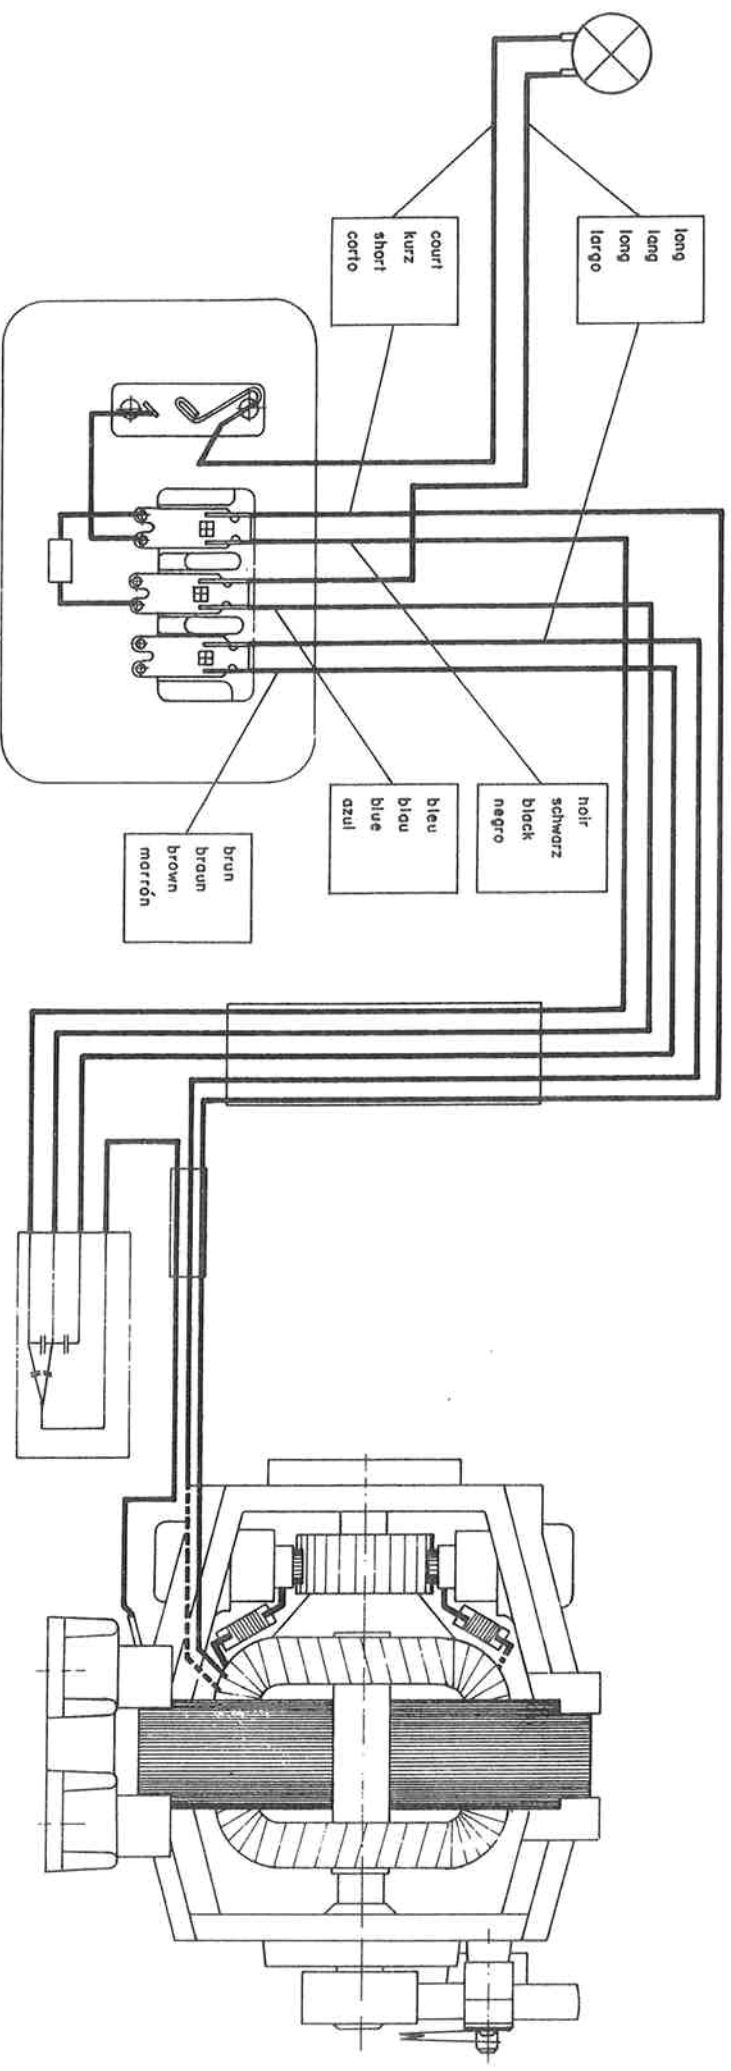 long
lang
long
largo
court
kurz
short
corto
noir
schwarz
black
negro
bleu
blau
blue
azul
brun
braun
brown
marrón